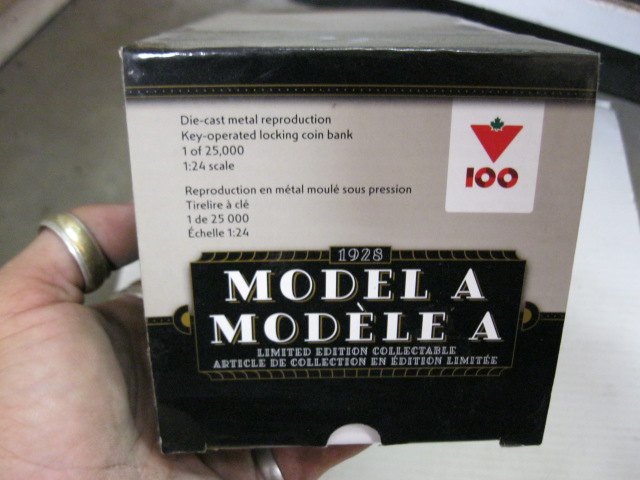 Die-cast metal reproduction
Key-operated locking coin bank
1 of 25,000
1:24 scale
Reproduction en métal moulé sous pression
Tirelire à clé
1 de 25 000
Échelle 1:24
100
1928
MODEL A
MODÈLE A
LIMITED EDITION COLLECTABLE
ARTICLE DE COLLECTION EN ÉDITION LIMITÉE